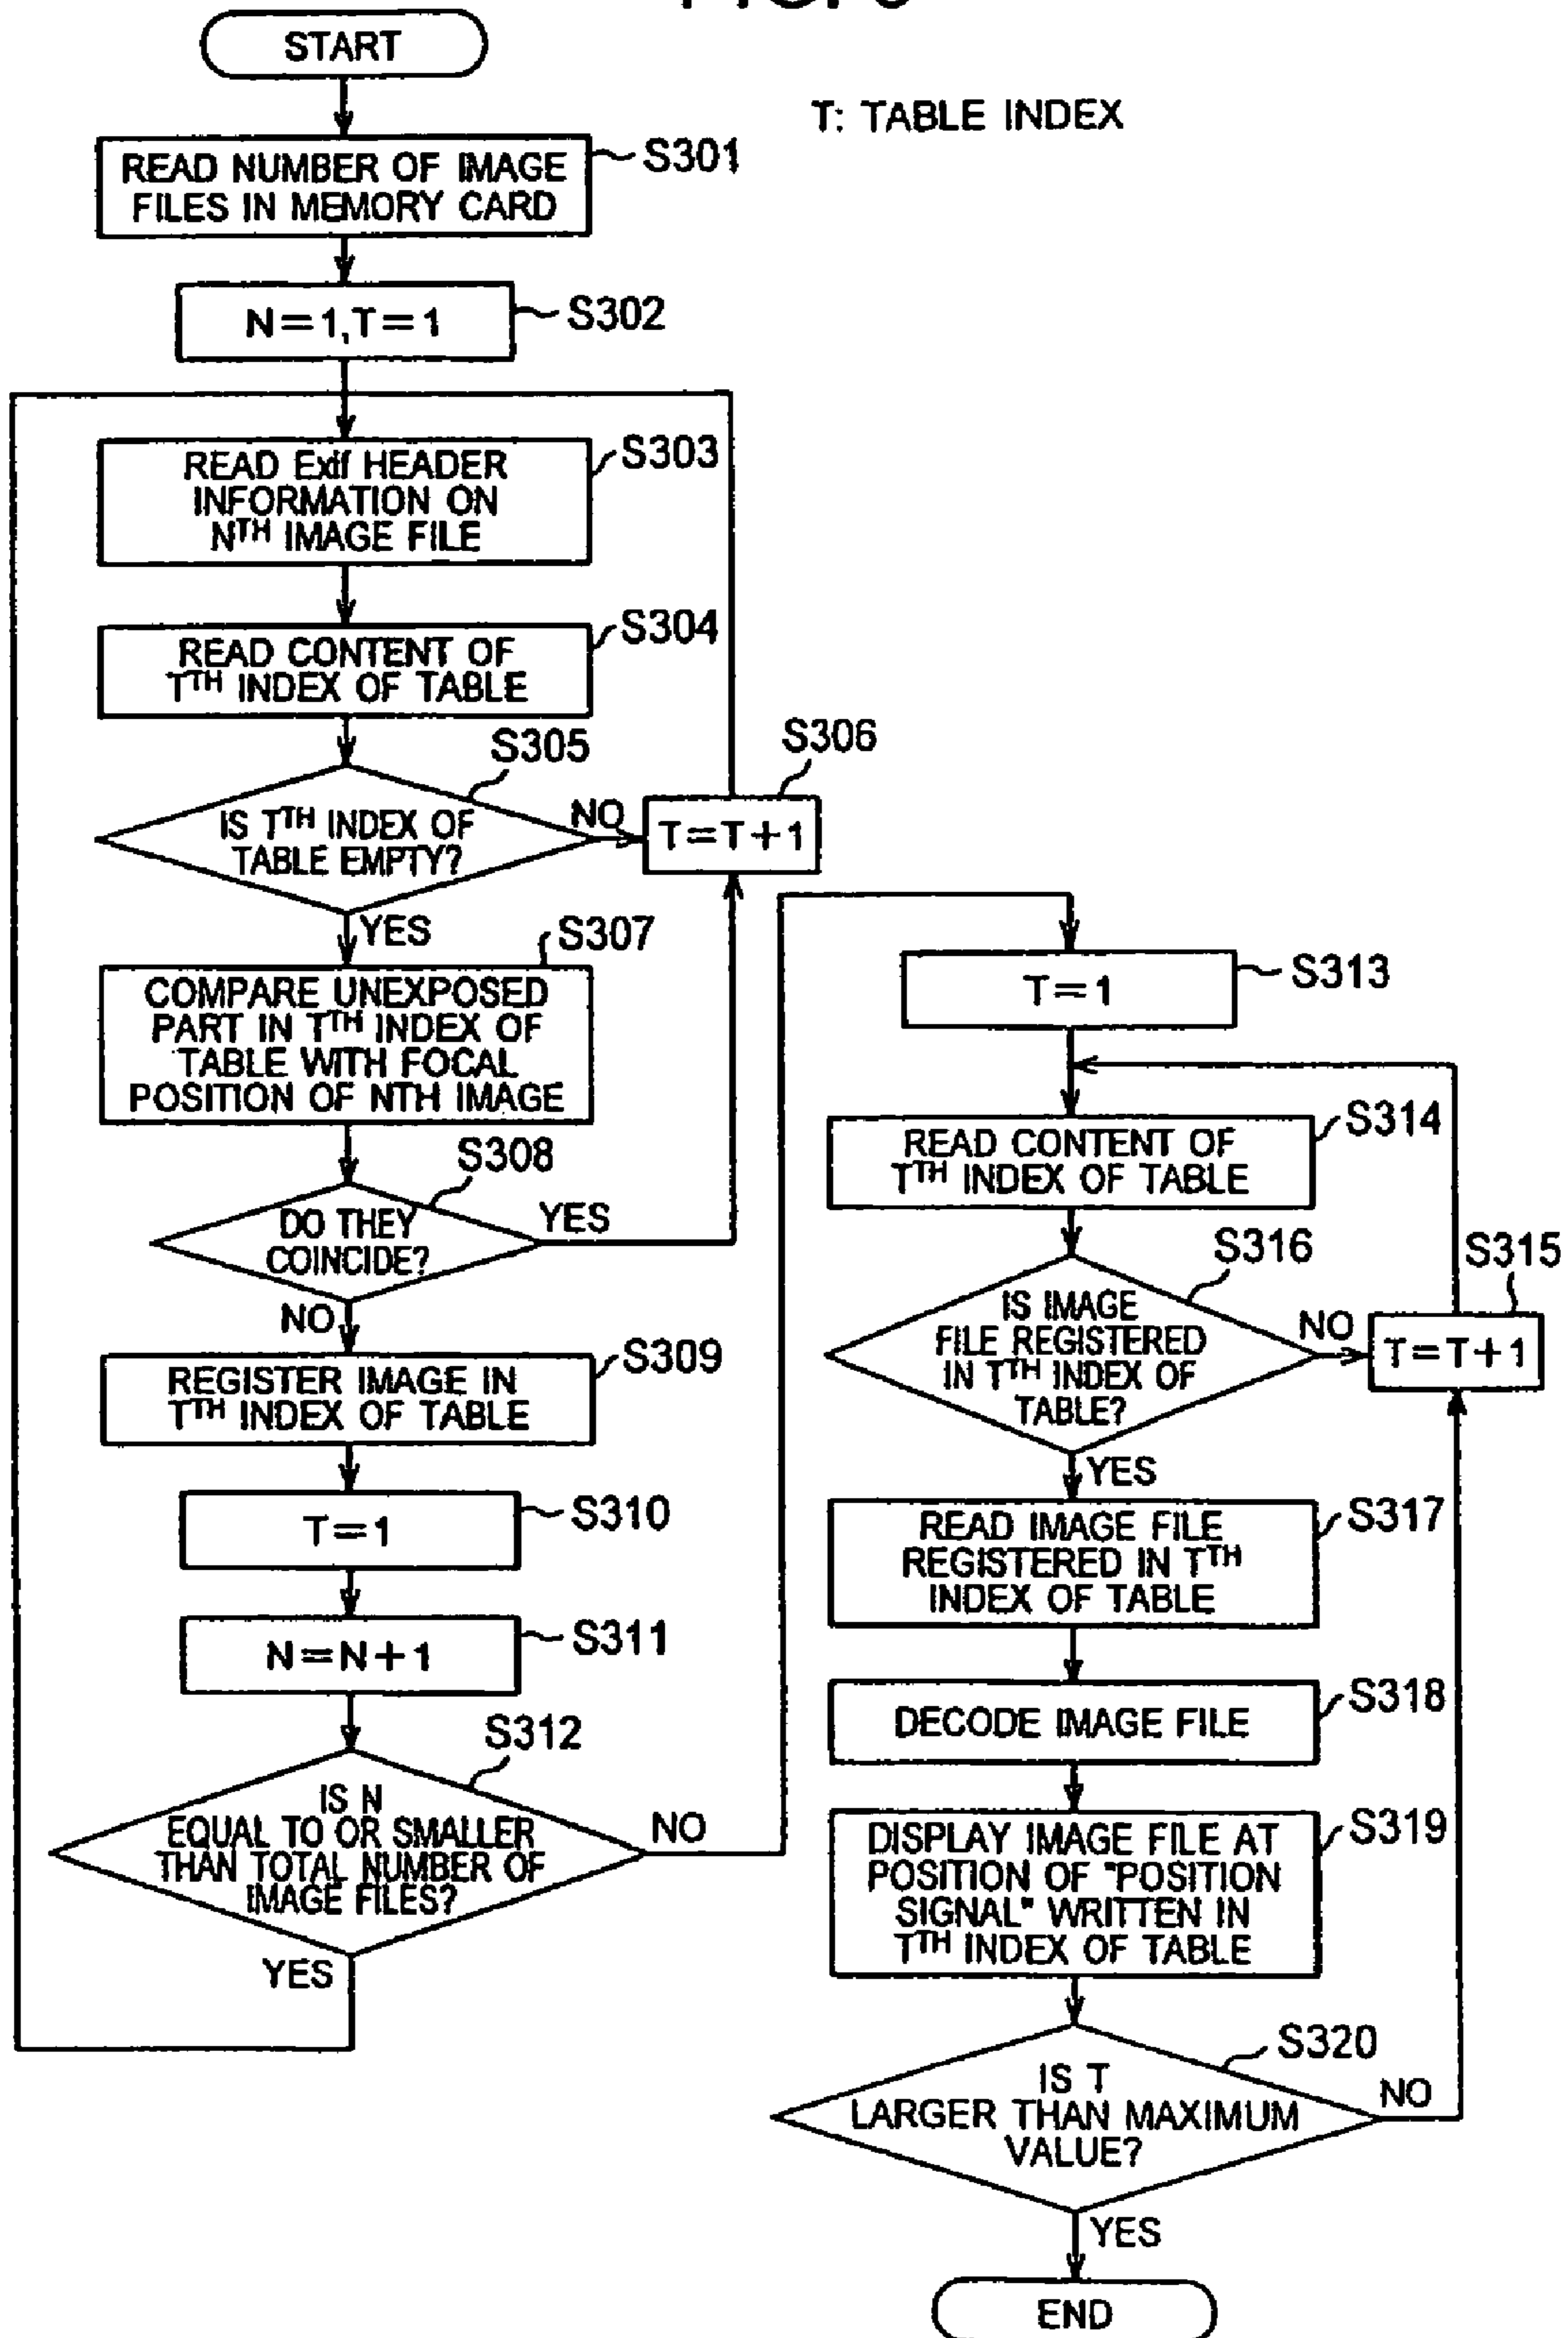 START
T: TABLE INDEX
READ NUMBER OF IMAGE
FILES IN MEMORY CARD
S301
N=1,T=1
S302
READ Exif HEADER
INFORMATION ON
NTH IMAGE FILE
S303
READ CONTENT OF
TTH INDEX OF TABLE
S304
S305
IS TTH INDEX OF
TABLE EMPTY?
NO
S306
T=T+1
YES
S307
COMPARE UNEXPOSED
PART IN TTH INDEX OF
TABLE WITH FOCAL
POSITION OF NTH IMAGE
S308
DO THEY
COINCIDE?
YES
NO
REGISTER IMAGE IN
TTH INDEX OF TABLE
S309
T=1
S310
N=N+1
S311
S312
IS N
EQUAL TO OR SMALLER
THAN TOTAL NUMBER OF
IMAGE FILES?
NO
YES
T=1
S313
READ CONTENT OF
TTH INDEX OF TABLE
S314
S316
IS IMAGE
FILE REGISTERED
IN TTH INDEX OF
TABLE?
NO
S315
T=T+1
YES
READ IMAGE FILE
REGISTERED IN TTH
INDEX OF TABLE
S317
DECODE IMAGE FILE
S318
DISPLAY IMAGE FILE AT
POSITION OF "POSITION
SIGNAL" WRITTEN IN
TTH INDEX OF TABLE
S319
S320
IS T
LARGER THAN MAXIMUM
VALUE?
NO
YES
END